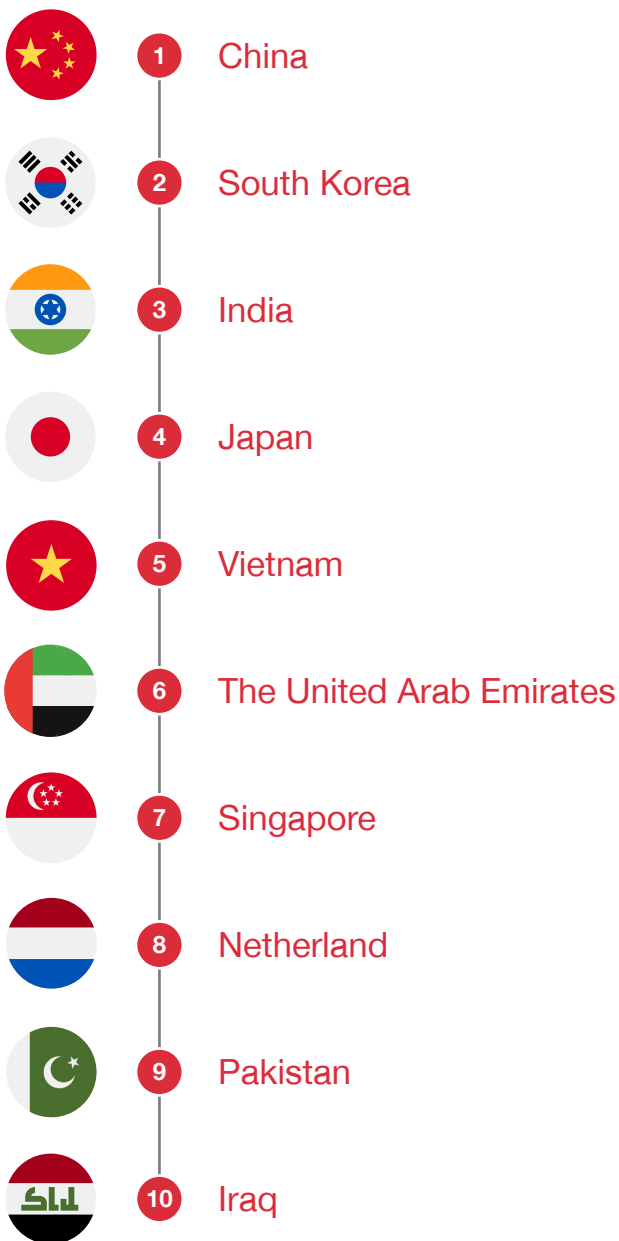 1 China
2 South Korea
3 India
4 Japan
5 Vietnam
6 The United Arab Emirates
7 Singapore
8 Netherland
9 Pakistan
10 Iraq